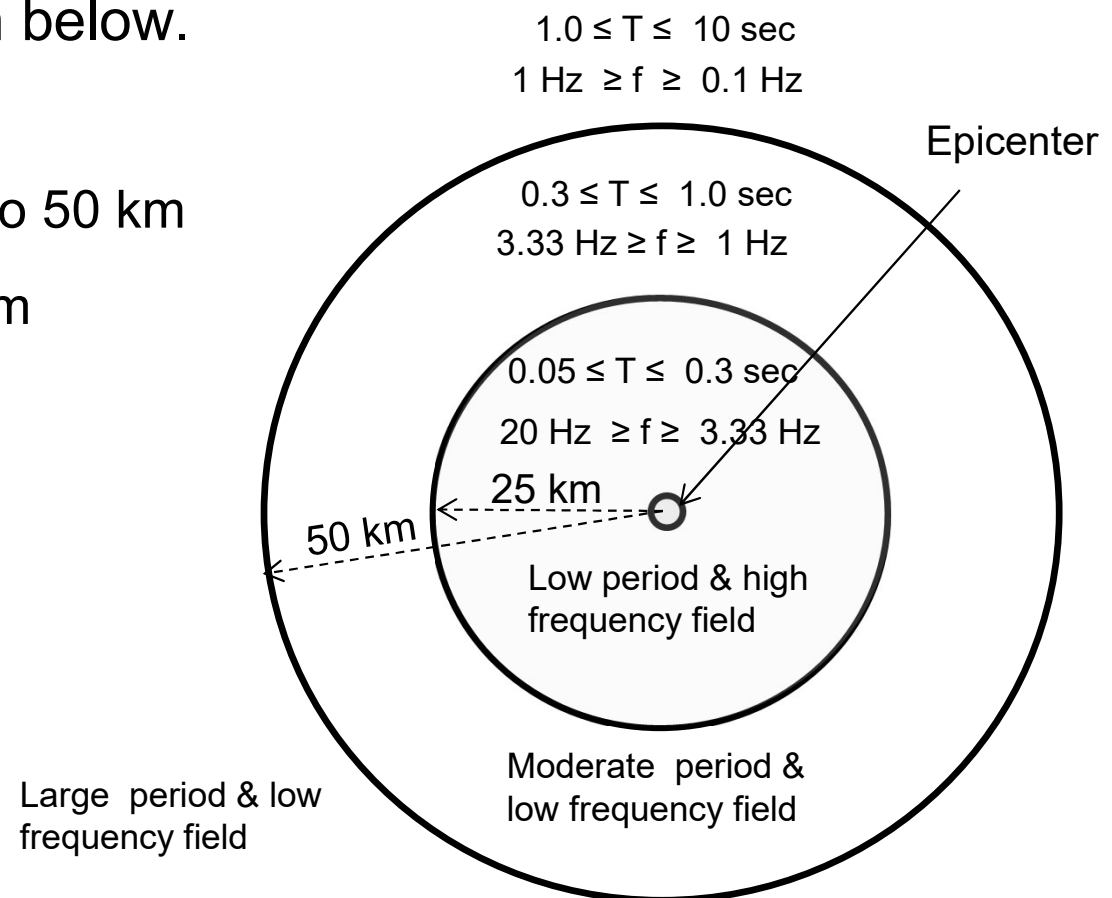 below.
1.0 ≤ T ≤ 10 sec
1 Hz ≥ f ≥ 0.1 Hz
Epicenter
to 50 km
0.3 ≤ T ≤ 1.0 sec
3.33 Hz ≥ f ≥ 1 Hz
0.05 ≤ T ≤ 0.3 sec
20 Hz ≥ f ≥ 3.33 Hz
25 km
50 km
Low period & high
frequency field
Moderate period &
low frequency field
Large period & low
frequency field